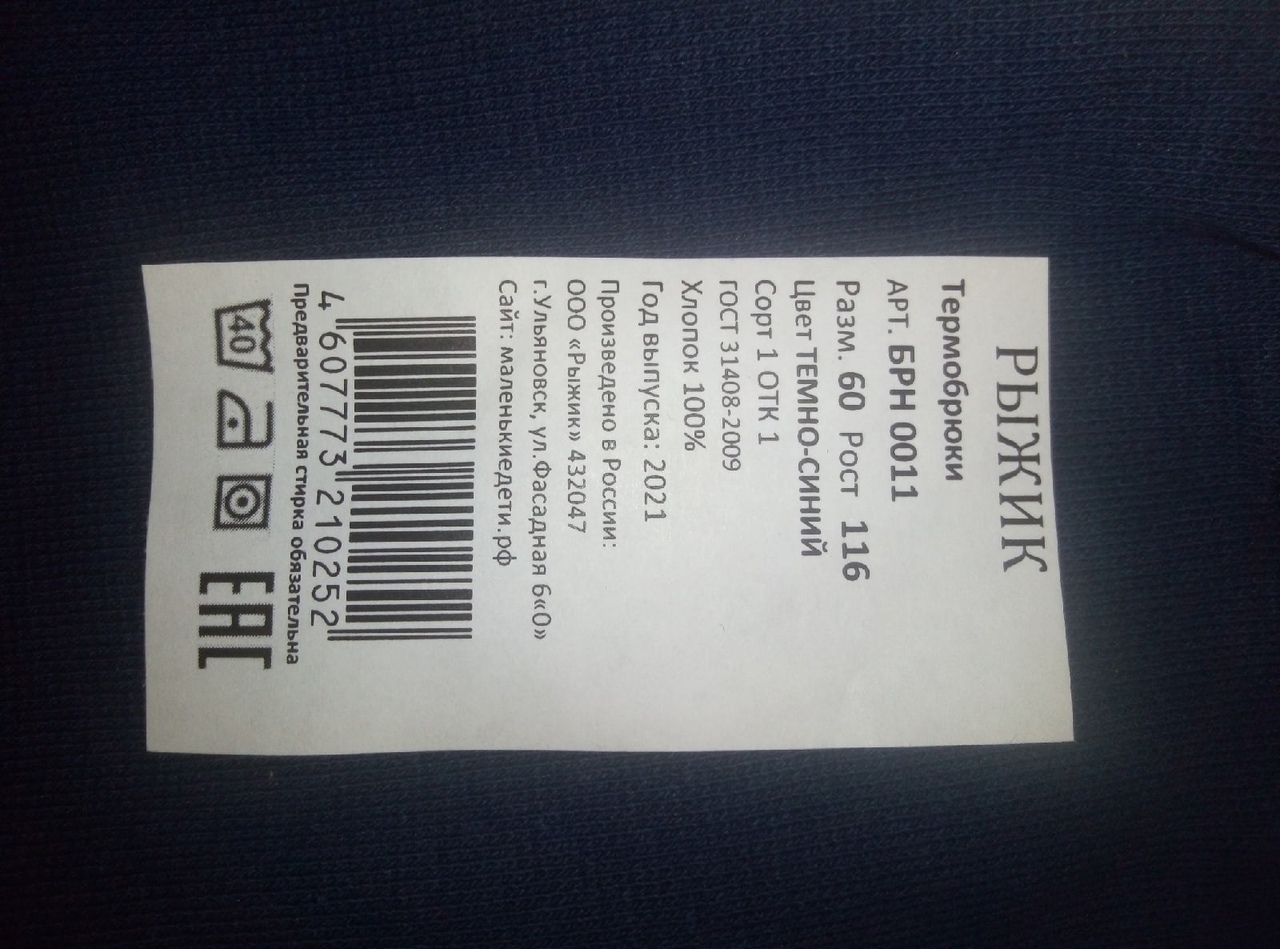 РЫЖИК
Термобрюки
АРТ. БРН 0011
Разм. 60 Рост 116
Цвет ТЕМНО-СИНИЙ
Сорт 1 ОТК 1
ГОСТ 31408-2009
Хлопок 100%
Год выпуска: 2021
Произведено в России:
ООО «Рыжик» 432047
г.Ульяновск, ул.Фасадная 6«О»
Сайт: маленькиедети.рф
4 607773 210252
Предварительная стирка обязательна
40
EAC